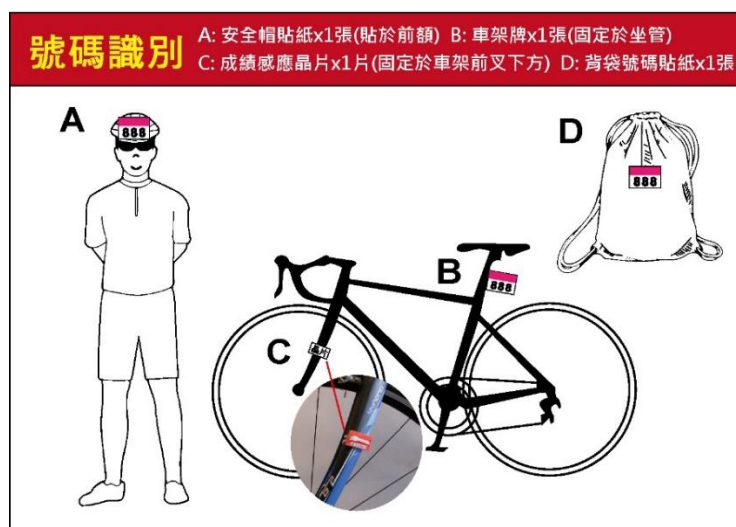 號碼識別
A: 安全帽貼紙x1張(貼於前額) B: 車架牌x1張(固定於坐管)
C: 成績感應晶片x1片(固定於車架前叉下方) D: 背袋號碼貼紙x1張
A
888
D
888
B
888
C
晶片